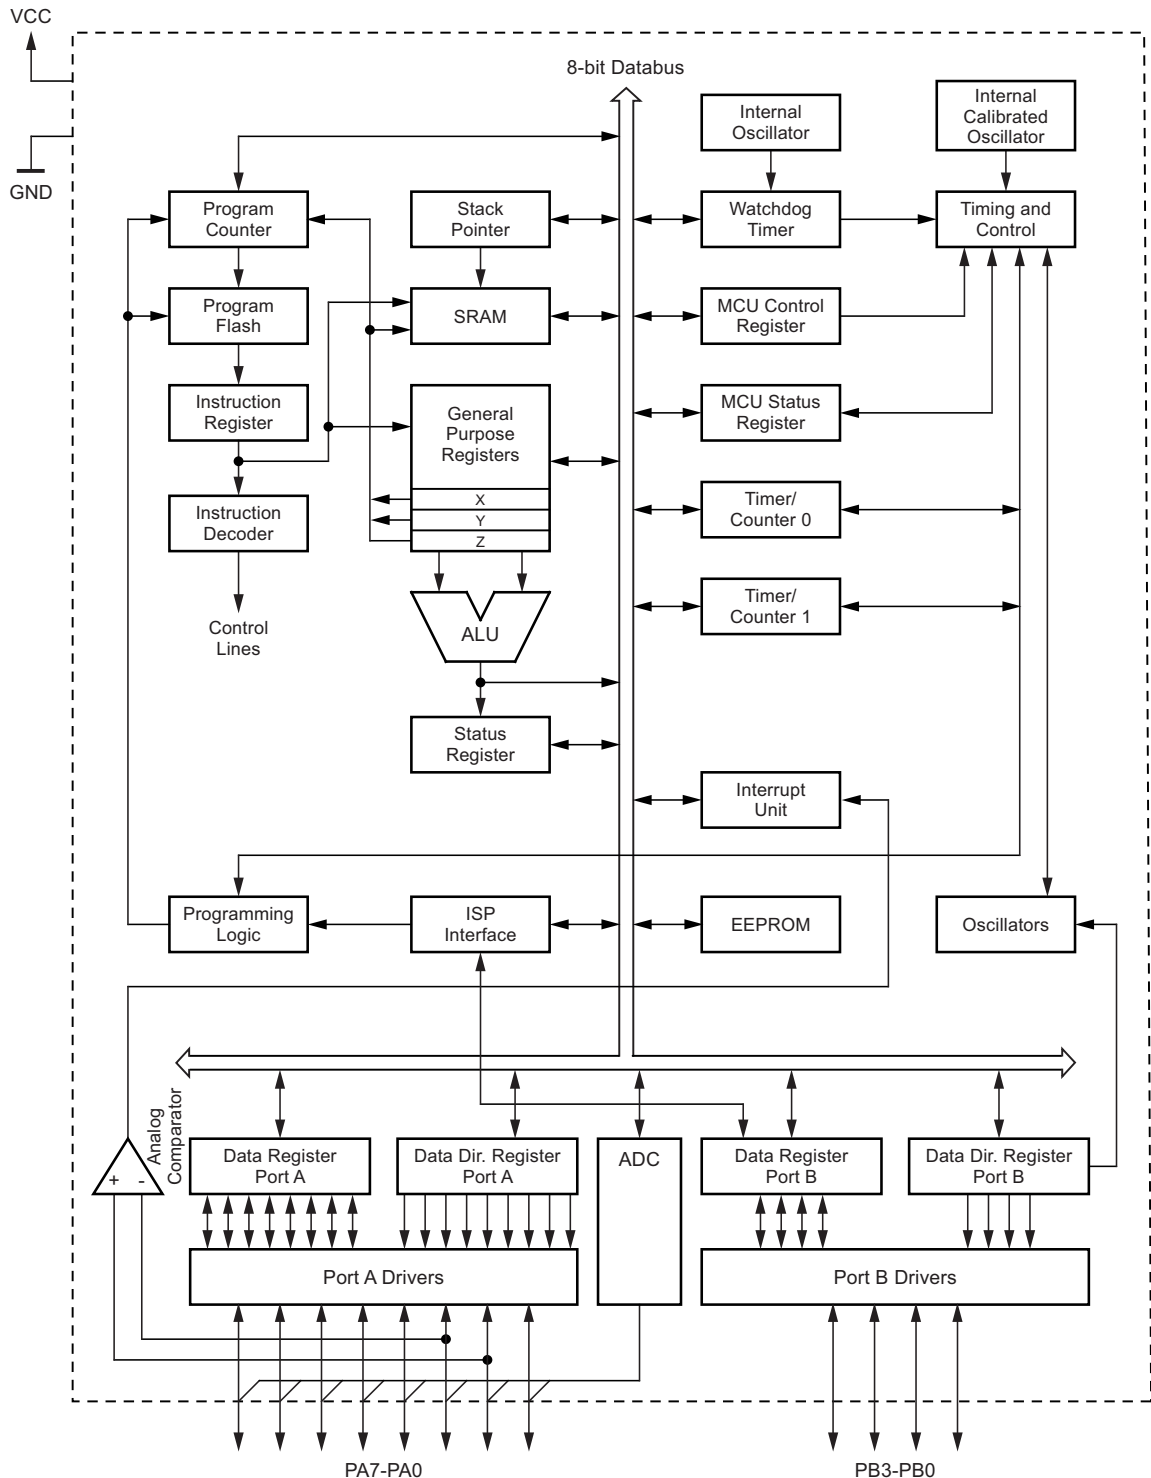 VCC
GND
8-bit Databus
Internal
Oscillator
Internal
Calibrated
Oscillator
Program
Counter
Stack
Pointer
Watchdog
Timer
Timing and
Control
Program
Flash
SRAM
MCU Control
Register
Instruction
Register
General
Purpose
Registers
X
Y
Z
MCU Status
Register
Instruction
Decoder
Timer/
Counter 0
Control
Lines
ALU
Timer/
Counter 1
Status
Register
Interrupt
Unit
Programming
Logic
ISP
Interface
EEPROM
Oscillators
Analog
Comparator
+
-
Data Register
Port A
Data Dir. Register
Port A
ADC
Data Register
Port B
Data Dir. Register
Port B
Port A Drivers
Port B Drivers
PA7-PA0
PB3-PB0